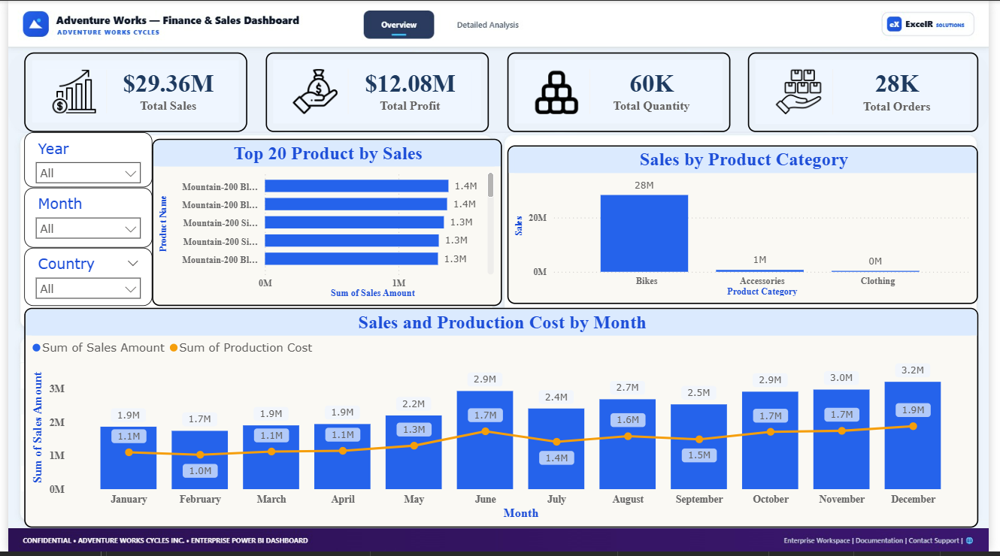 Adventure Works — Finance & Sales Dashboard
ADVENTURE WORKS CYCLES
Overview
Detailed Analysis
eX ExcelR SOLUTIONS
$29.36M
Total Sales
$12.08M
Total Profit
60K
Total Quantity
28K
Total Orders
Year
All
Month
All
Country
All
Top 20 Product by Sales
Product Name
Mountain-200 Bl... 1.4M
Mountain-200 Bl... 1.4M
Mountain-200 Si... 1.3M
Mountain-200 Si... 1.3M
Mountain-200 Bl... 1.3M
0M 1M
Sum of Sales Amount
Sales by Product Category
Sales
28M
20M
1M 0M
0M
Bikes Accessories Clothing
Product Category
Sales and Production Cost by Month
Sum of Sales Amount Sum of Production Cost
Sum of Sales Amount
3M
2M
1M
0M
1.9M 1.7M 1.9M 1.9M 2.2M 2.9M 2.4M 2.7M 2.5M 2.9M 3.0M 3.2M
1.1M 1.0M 1.1M 1.1M 1.3M 1.7M 1.4M 1.6M 1.5M 1.7M 1.7M 1.9M
January February March April May June July August September October November December
Month
CONFIDENTIAL • ADVENTURE WORKS CYCLES INC. • ENTERPRISE POWER BI DASHBOARD
Enterprise Workspace | Documentation | Contact Support |